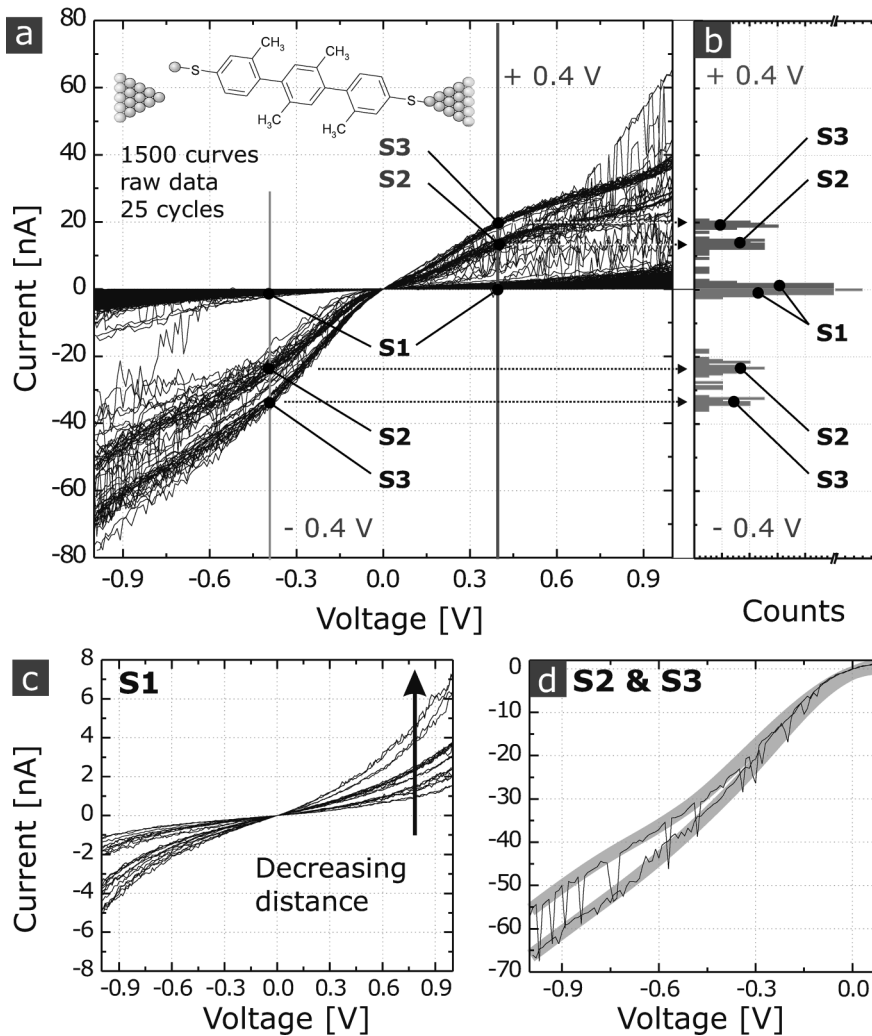 a
80
60
40
20
0
-20
-40
-60
-80
Current [nA]
CH₃
CH₃
S
S
H₃C
CH₃
1500 curves
raw data
25 cycles
S3
S2
+ 0.4 V
S1
S2
S3
- 0.4 V
-0.9 -0.6 -0.3 0.0 0.3 0.6 0.9
Voltage [V]
b
+ 0.4 V
S3
S2
S1
S2
S3
- 0.4 V
Counts
c
S1
8
6
4
2
0
-2
-4
-6
-8
Current [nA]
Decreasing
distance
-0.9 -0.6 -0.3 0.0 0.3 0.6 0.9
Voltage [V]
d
S2 & S3
0
-10
-20
-30
-40
-50
-60
-70
-0.9 -0.6 -0.3 0.0
Voltage [V]